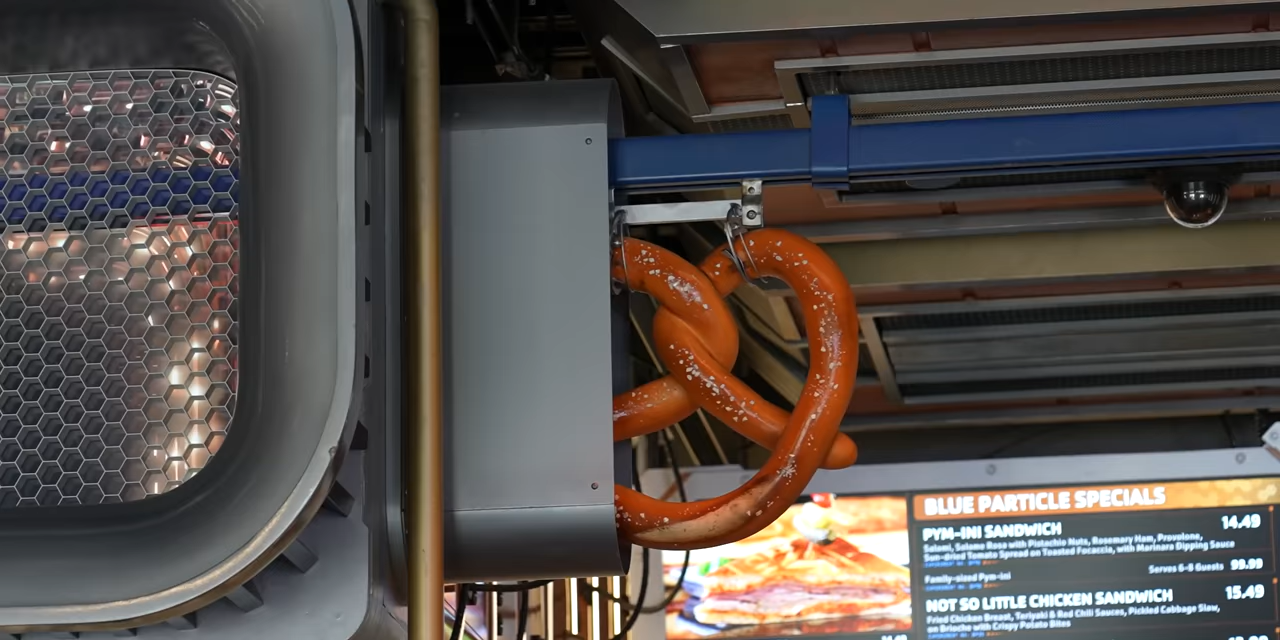 BLUE PARTICLE SPECIALS
PYM-INI SANDWICH 14.49
Salami, Salame Rosa with Pistachio Nuts, Rosemary Ham, Provolone,
Sun-dried Tomato Spread on Toasted Focaccia, with Marinara Dipping Sauce
Family-sized Pym-ini Serves 6-8 Guests 99.99
NOT SO LITTLE CHICKEN SANDWICH 15.49
Fried Chicken Breast, Teriyaki & Red Chili Sauces, Pickled Cabbage Slaw,
on Brioche with Crispy Potato Bites